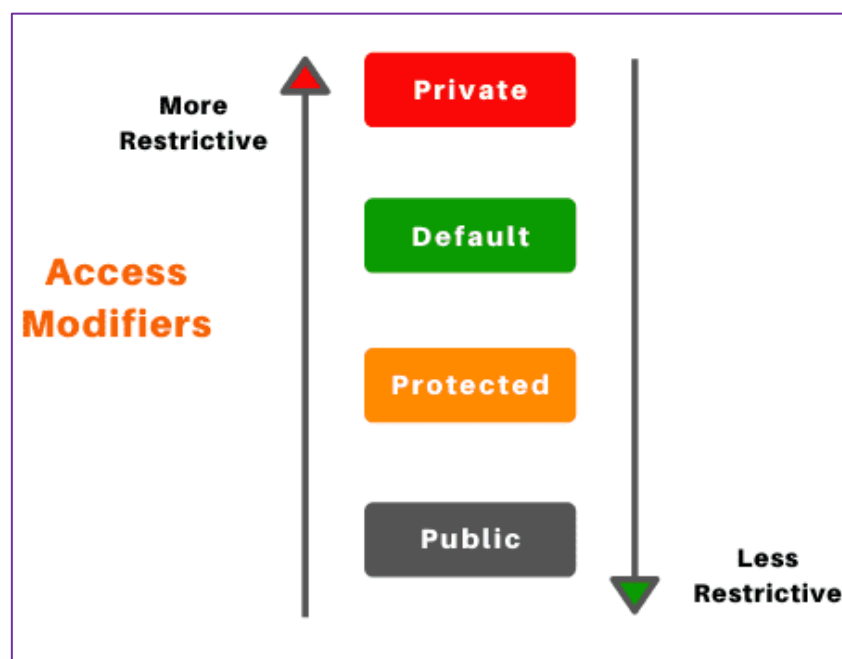 Private
More
Restrictive
Default
Access
Modifiers
Protected
Public
Less
Restrictive